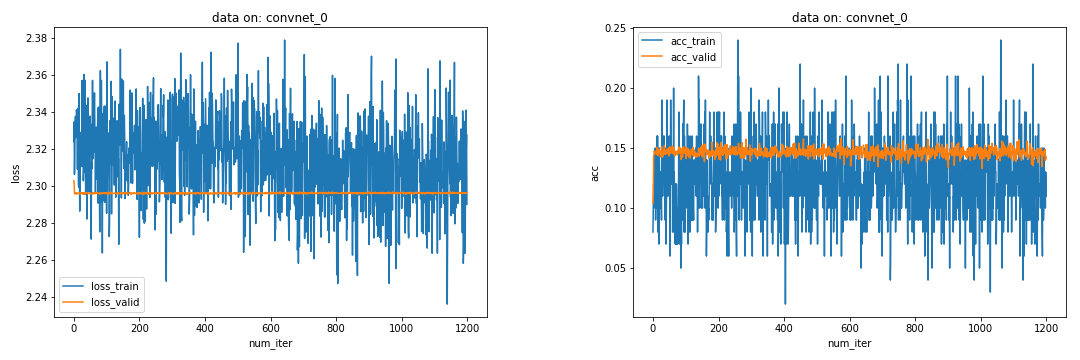 data on: convnet_0
2.38
2.36
2.34
2.32
2.30
2.28
2.26
2.24
loss
loss_train
loss_valid
0 200 400 600 800 1000 1200
num_iter
data on: convnet_0
0.25
0.20
0.15
0.10
0.05
acc
acc_train
acc_valid
0 200 400 600 800 1000 1200
num_iter